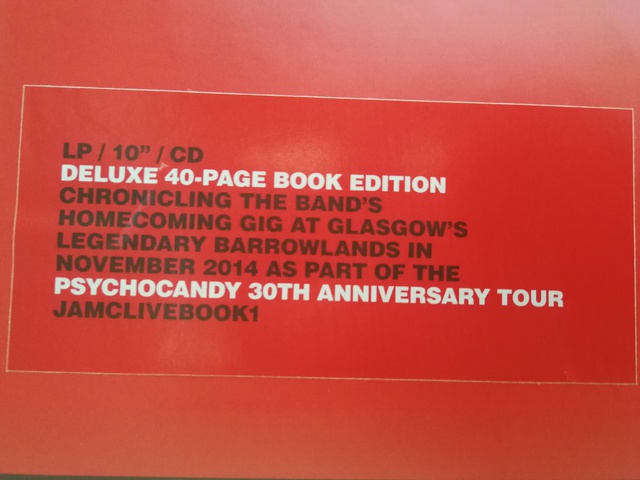 LP / 10” / CD
DELUXE 40-PAGE BOOK EDITION
CHRONICLING THE BAND’S
HOMECOMING GIG AT GLASGOW’S
LEGENDARY BARROWLANDS IN
NOVEMBER 2014 AS PART OF THE
PSYCHOCANDY 30TH ANNIVERSARY TOUR
JAMCLIVEBOOK1